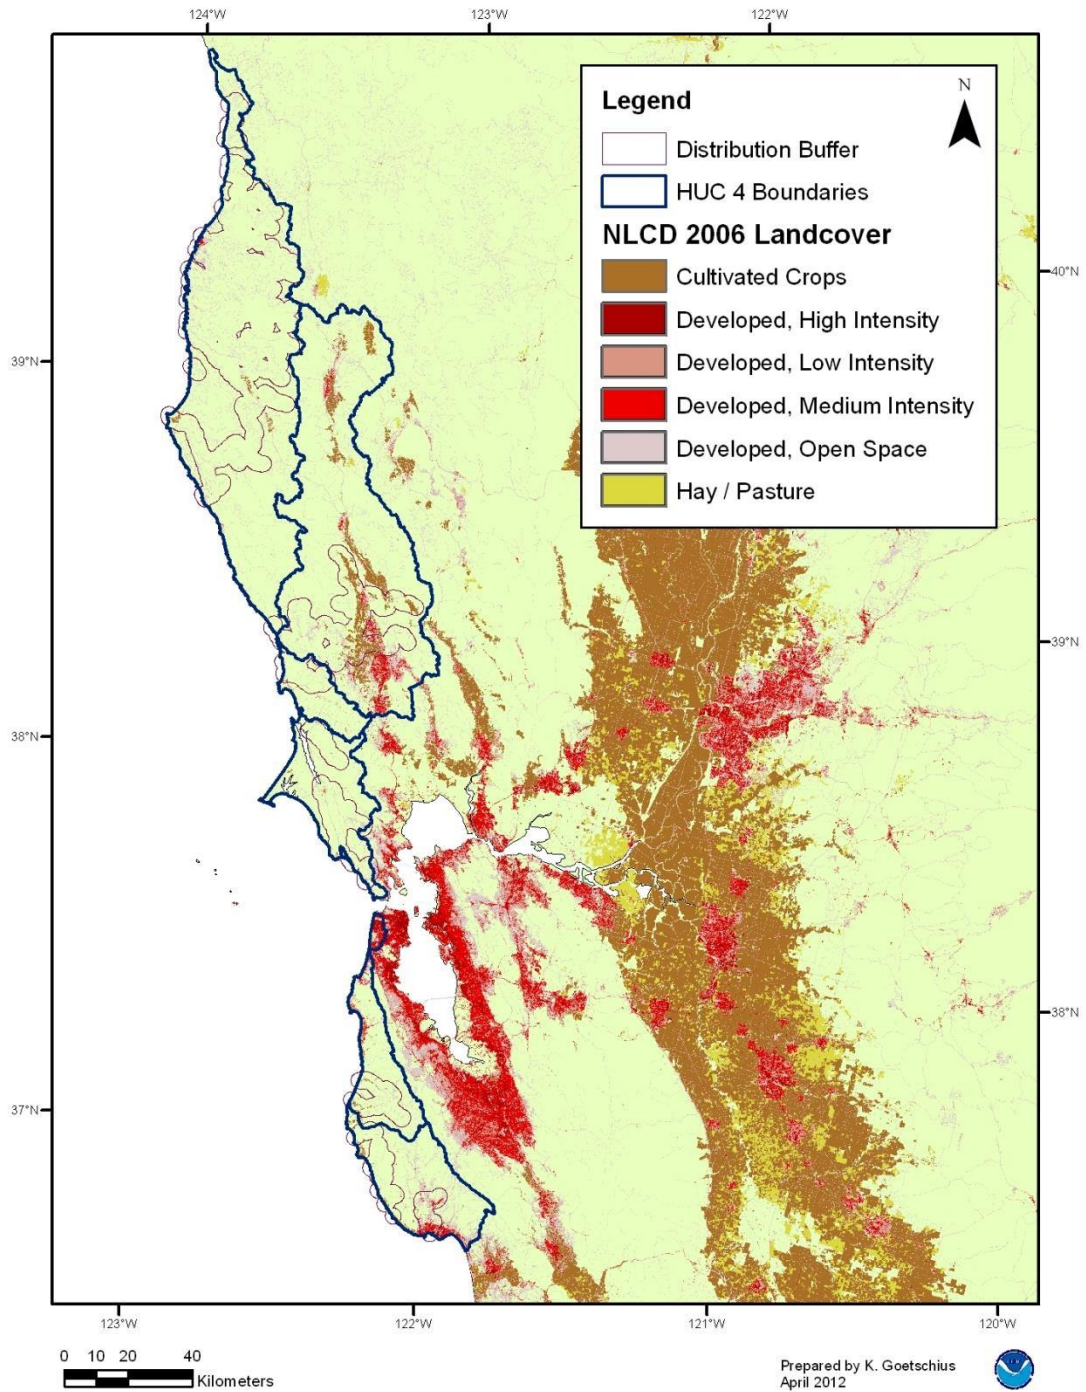 124°W 123°W 122°W
N
Legend
Distribution Buffer
HUC 4 Boundaries
NLCD 2006 Landcover
Cultivated Crops
Developed, High Intensity
Developed, Low Intensity
Developed, Medium Intensity
Developed, Open Space
Hay / Pasture
40°N
39°N
39°N
38°N
38°N
37°N
123°W 122°W 121°W 120°W
0 10 20 40
Kilometers
Prepared by K. Goetschius
April 2012